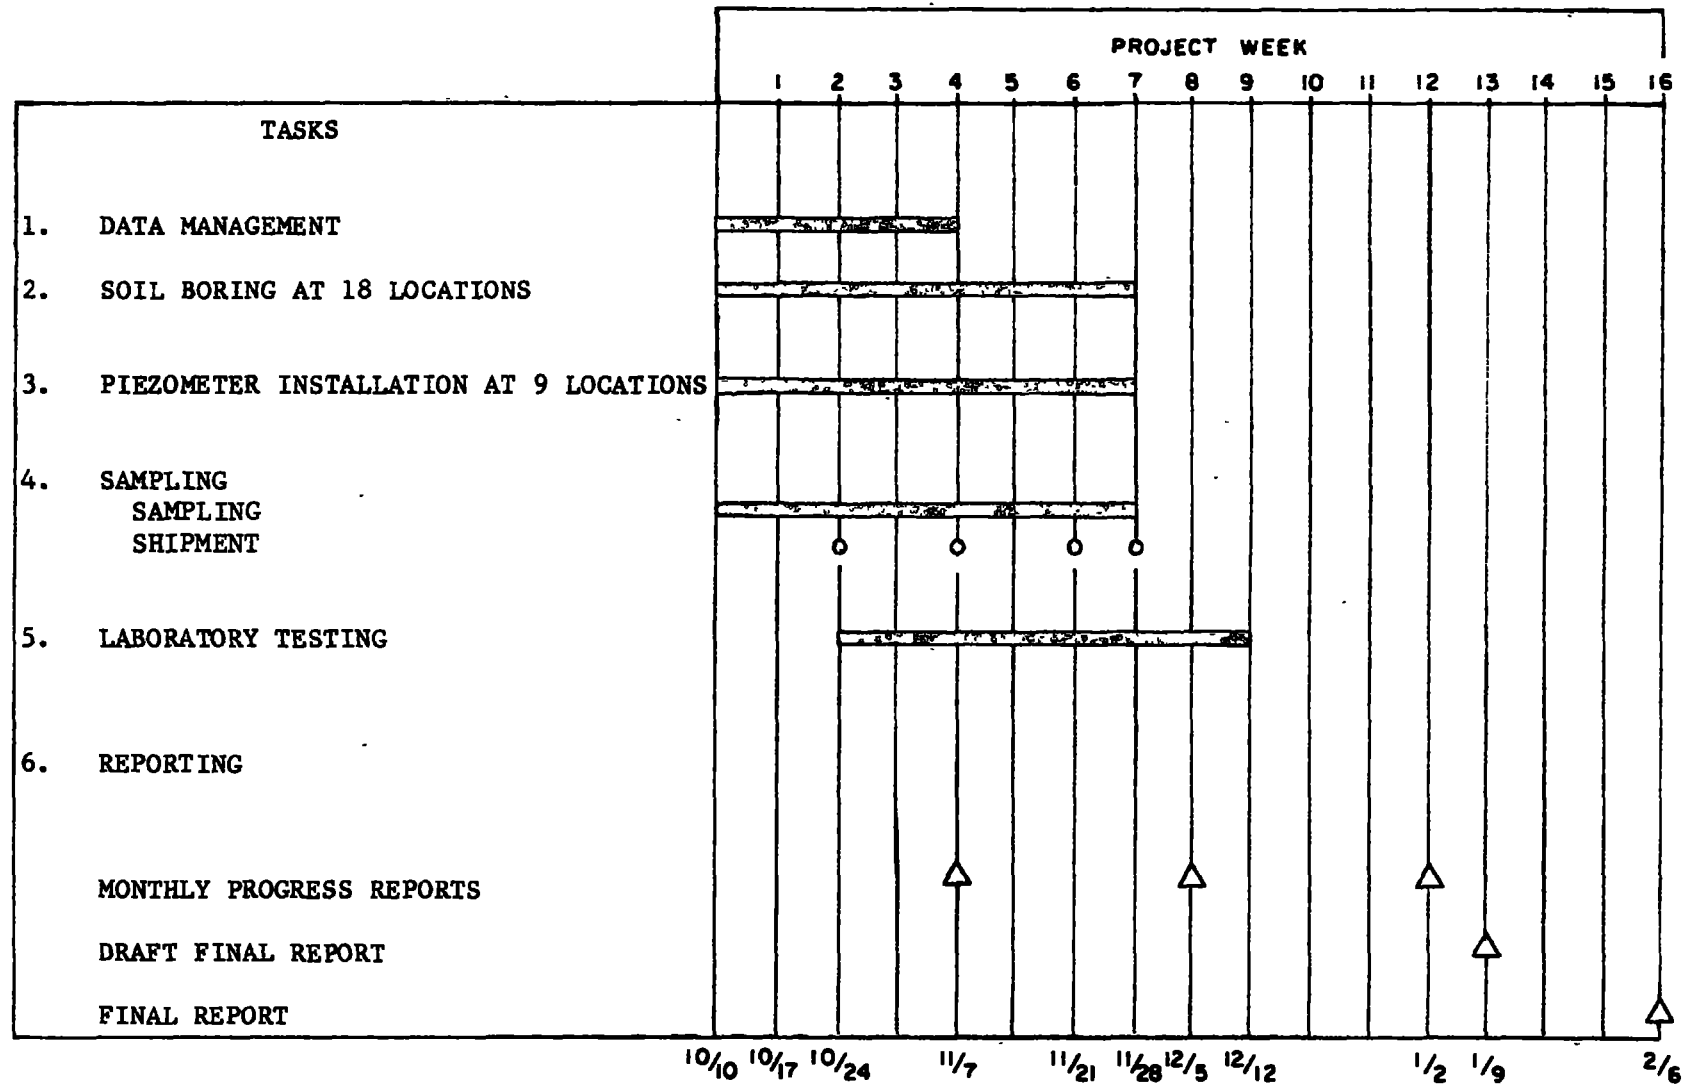 PROJECT WEEK
1 2 3 4 5 6 7 8 9 10 11 12 13 14 15 16
TASKS
1. DATA MANAGEMENT
2. SOIL BORING AT 18 LOCATIONS
3. PIEZOMETER INSTALLATION AT 9 LOCATIONS
4. SAMPLING
SAMPLING
SHIPMENT
5. LABORATORY TESTING
6. REPORTING
MONTHLY PROGRESS REPORTS
DRAFT FINAL REPORT
FINAL REPORT
10/10 10/17 10/24 11/7 11/21 11/28 12/5 12/12 1/2 1/9 2/6